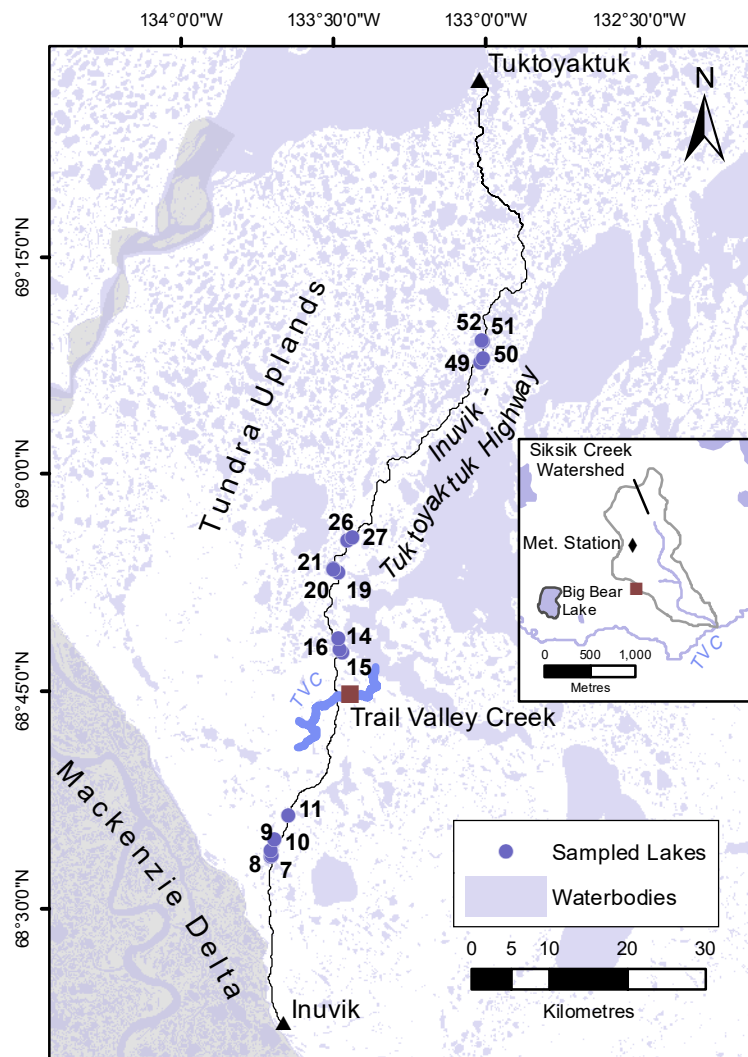 134°0'0"W 133°30'0"W 133°0'0"W 132°30'0"W
Tuktoyaktuk
N
69°15'0"N
69°0'0"N
68°45'0"N
68°30'0"N
Tundra Uplands
52 51
49 50
Inuvik -
Tuktoyaktuk Highway
26 27
21
20 19
14
16
15
TVC
Trail Valley Creek
11
9 10
8 7
Mackenzie Delta
Inuvik
Siksik Creek
Watershed
Met. Station
Big Bear
Lake
TVC
0 500 1,000
Metres
Sampled Lakes
Waterbodies
0 5 10 20 30
Kilometres